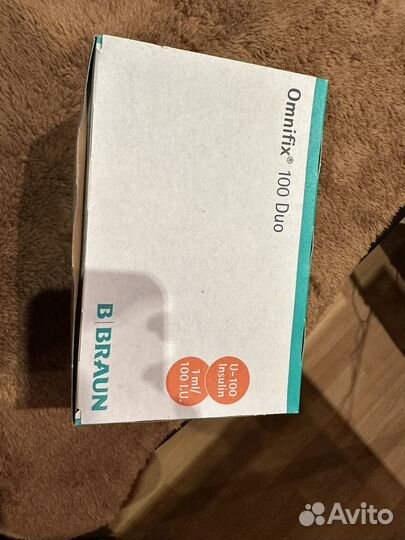 Omnifix® 100 Duo
U-100
Insulin
1 ml/
100 I.U.
B|BRAUN
Avito